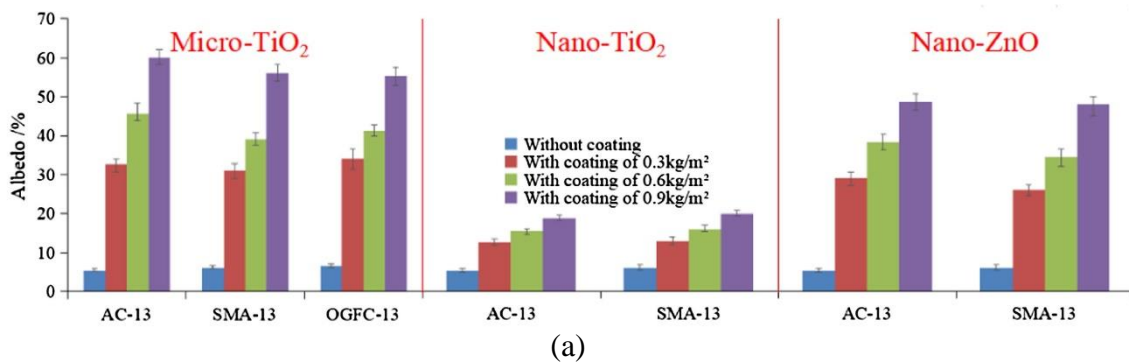 Micro-TiO₂
Nano-TiO₂
Nano-ZnO
Albedo /%
70
60
50
40
30
20
10
0
Without coating
With coating of 0.3kg/m²
With coating of 0.6kg/m²
With coating of 0.9kg/m²
AC-13 SMA-13 OGFC-13 AC-13 SMA-13 AC-13 SMA-13
(a)